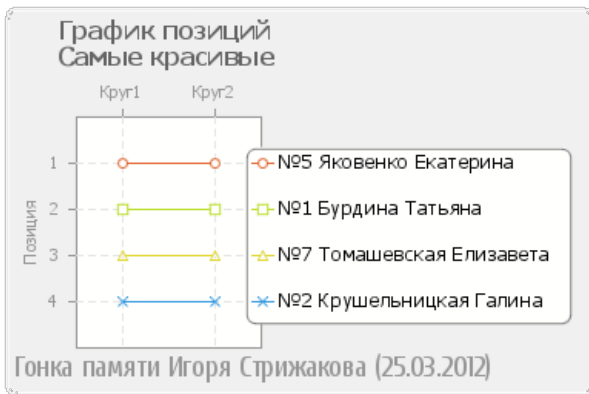 График позиций
Самые красивые
Круг1 Круг2
Позиция
1 №5 Яковенко Екатерина
2 №1 Бурдина Татьяна
3 №7 Томашевская Елизавета
4 №2 Крушельницкая Галина
Гонка памяти Игоря Стрижакова (25.03.2012)